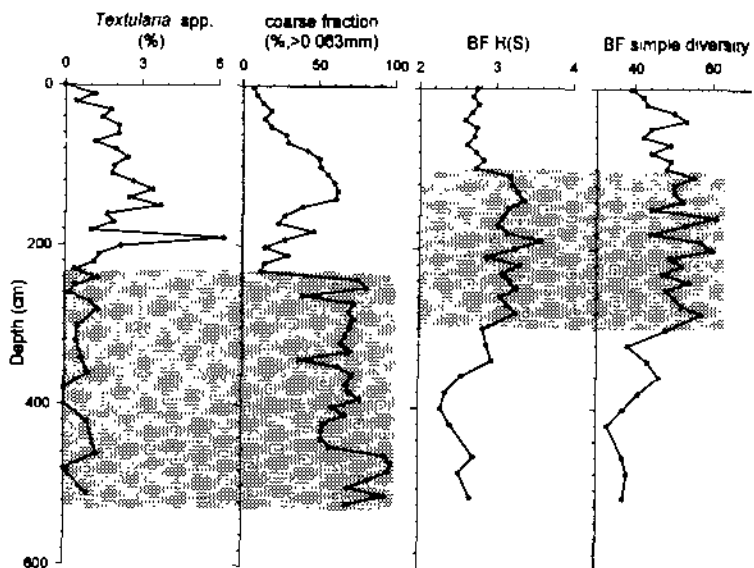 Textularia spp.
(%)
0 3 6
coarse fraction
(%,>0 063mm)
50 100
BF H(S)
2 3 4
BF simple diversity
40 60
Depth (cm)
0
200
400
600